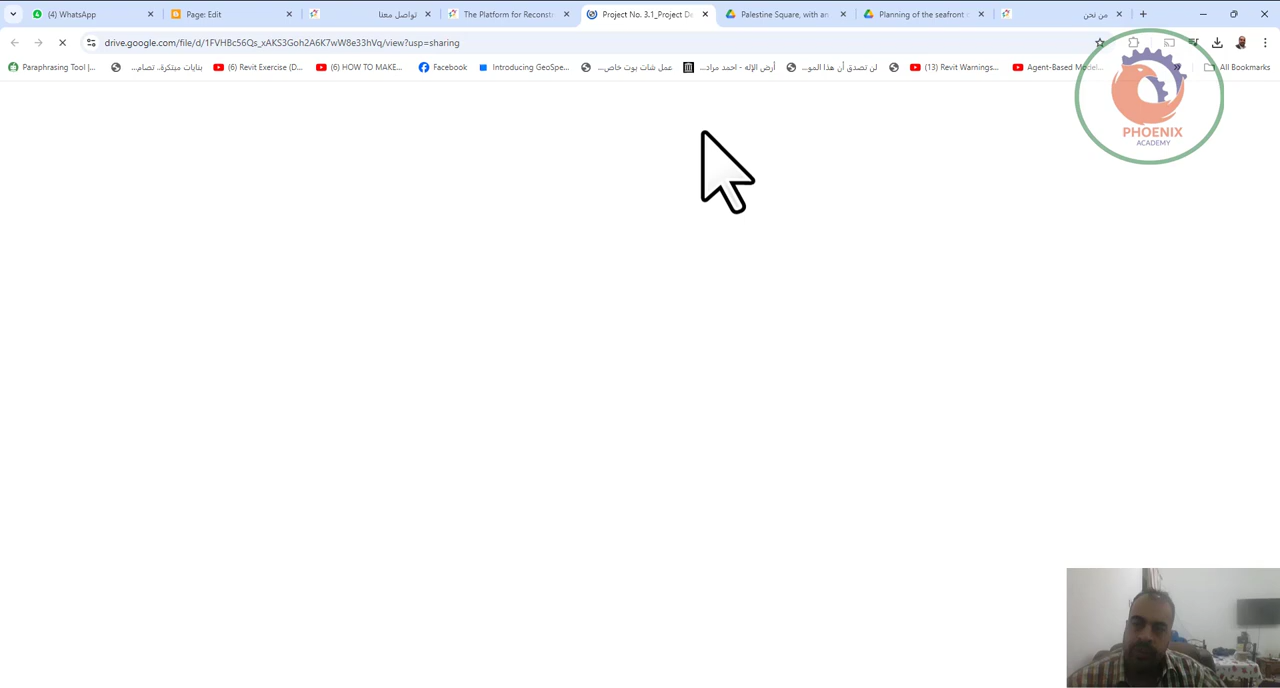 (4) WhatsApp
Page: Edit
تواصل معنا
The Platform for Reconstr
Project No. 3.1_Project De
Palestine Square, with an
Planning of the seafront c
من نحن
drive.google.com/file/d/1FVHBc56Qs_xAKS3Goh2A6K7wW8e33hVq/view?usp=sharing
Paraphrasing Tool |...
بنايات مبتكرة.. تصام...
(6) Revit Exercise (D...
(6) HOW TO MAKE...
Facebook
Introducing GeoSpe...
عمل شات بوت خاص...
أرض الإله - احمد مراد...
لن تصدق أن هذا المو...
(13) Revit Warnings...
Agent-Based Model...
All Bookmarks
PHOENIX
ACADEMY